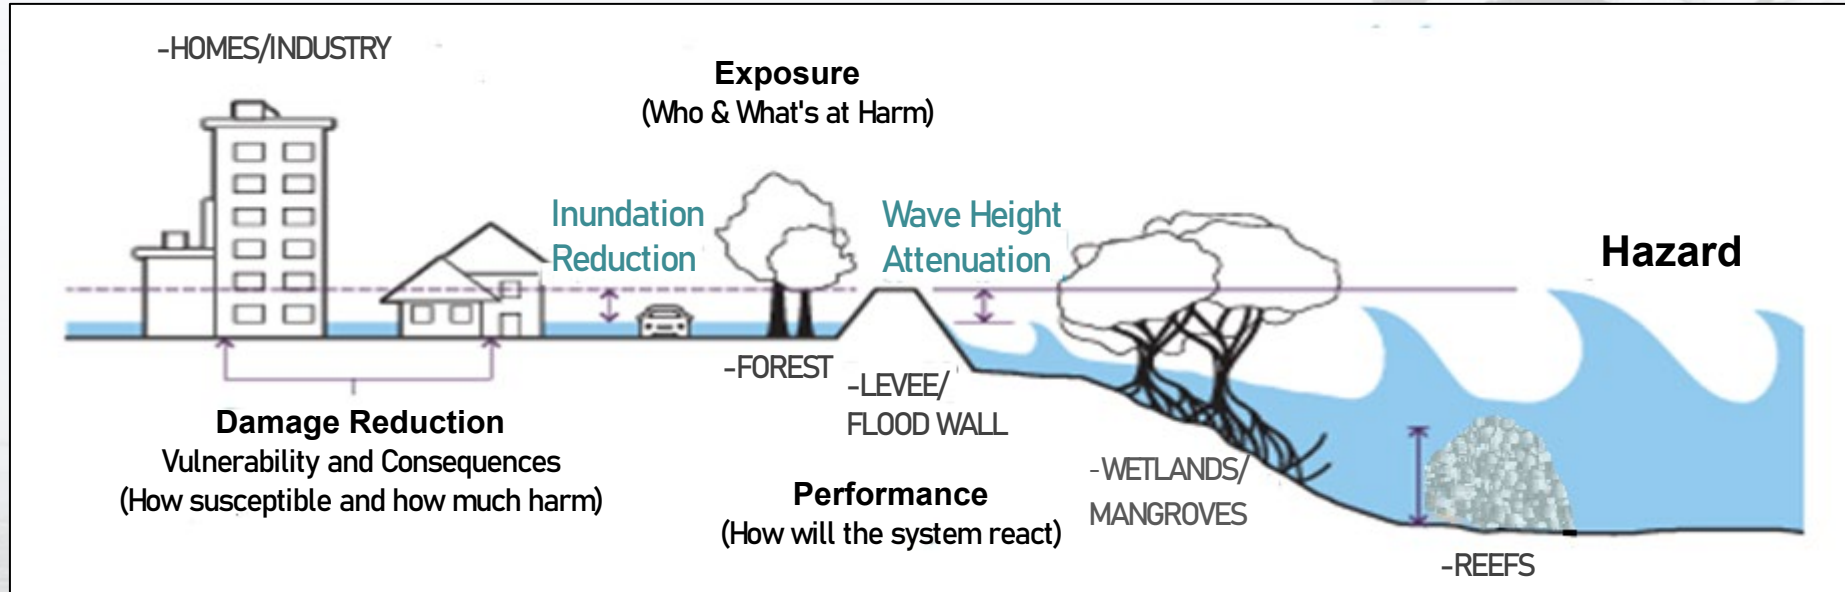 -HOMES/INDUSTRY
Exposure
(Who & What's at Harm)
Inundation
Reduction
Wave Height
Attenuation
Hazard
-FOREST
-LEVEE/
FLOOD WALL
Damage Reduction
Vulnerability and Consequences
(How susceptible and how much harm)
Performance
(How will the system react)
-WETLANDS/
MANGROVES
-REEFS